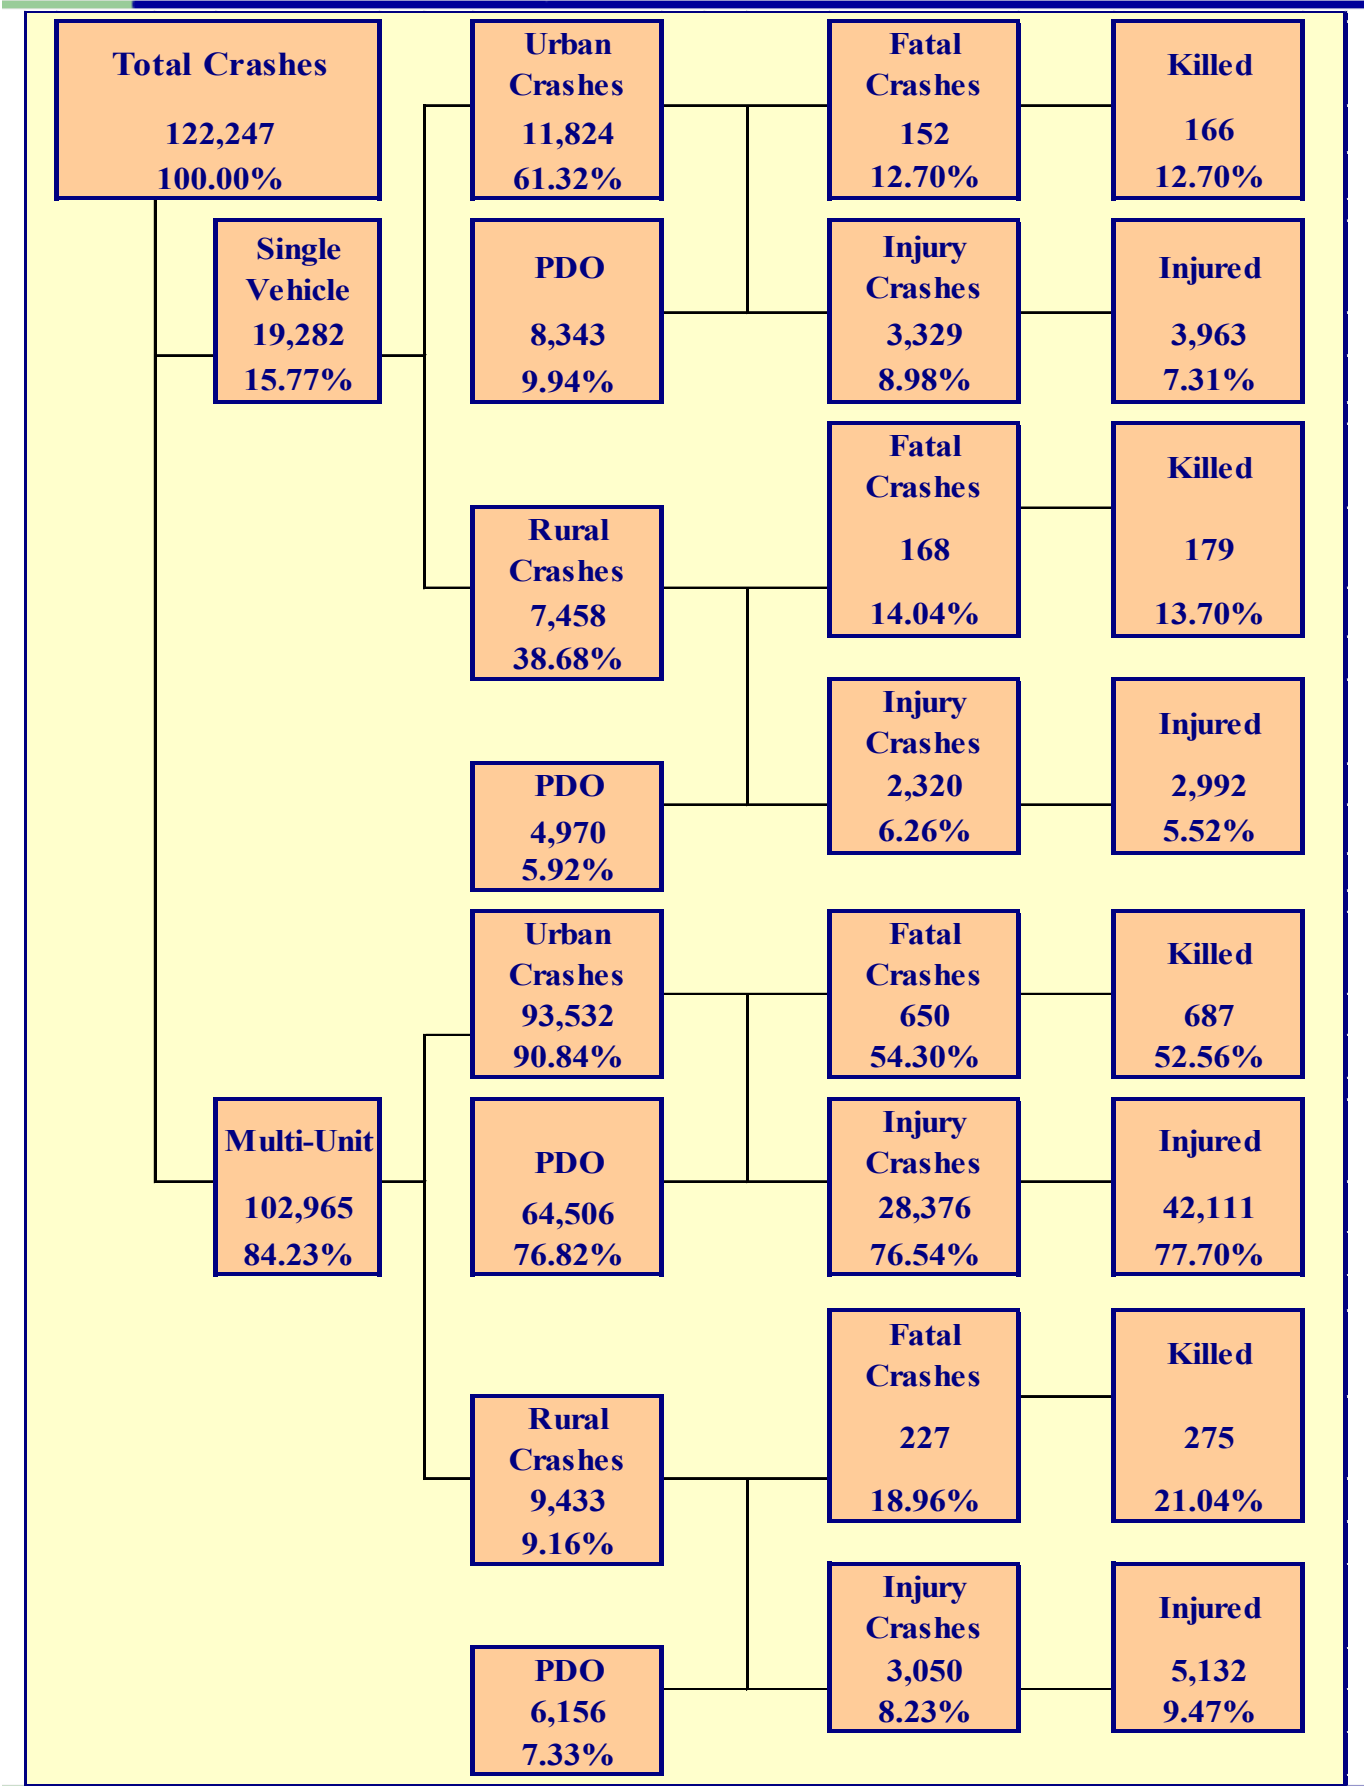 Total Crashes
122,247
100.00%
Single
Vehicle
19,282
15.77%
Urban
Crashes
11,824
61.32%
Fatal
Crashes
152
12.70%
Killed
166
12.70%
PDO
8,343
9.94%
Injury
Crashes
3,329
8.98%
Injured
3,963
7.31%
Rural
Crashes
7,458
38.68%
Fatal
Crashes
168
14.04%
Killed
179
13.70%
PDO
4,970
5.92%
Injury
Crashes
2,320
6.26%
Injured
2,992
5.52%
Multi-Unit
102,965
84.23%
Urban
Crashes
93,532
90.84%
Fatal
Crashes
650
54.30%
Killed
687
52.56%
PDO
64,506
76.82%
Injury
Crashes
28,376
76.54%
Injured
42,111
77.70%
Rural
Crashes
9,433
9.16%
Fatal
Crashes
227
18.96%
Killed
275
21.04%
PDO
6,156
7.33%
Injury
Crashes
3,050
8.23%
Injured
5,132
9.47%